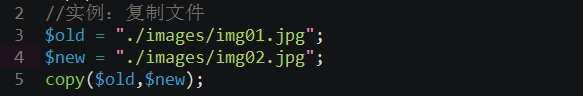 2 //实例：复制文件
3 $old = "./images/img01.jpg";
4 $new = "./images/img02.jpg";
5 copy($old,$new);